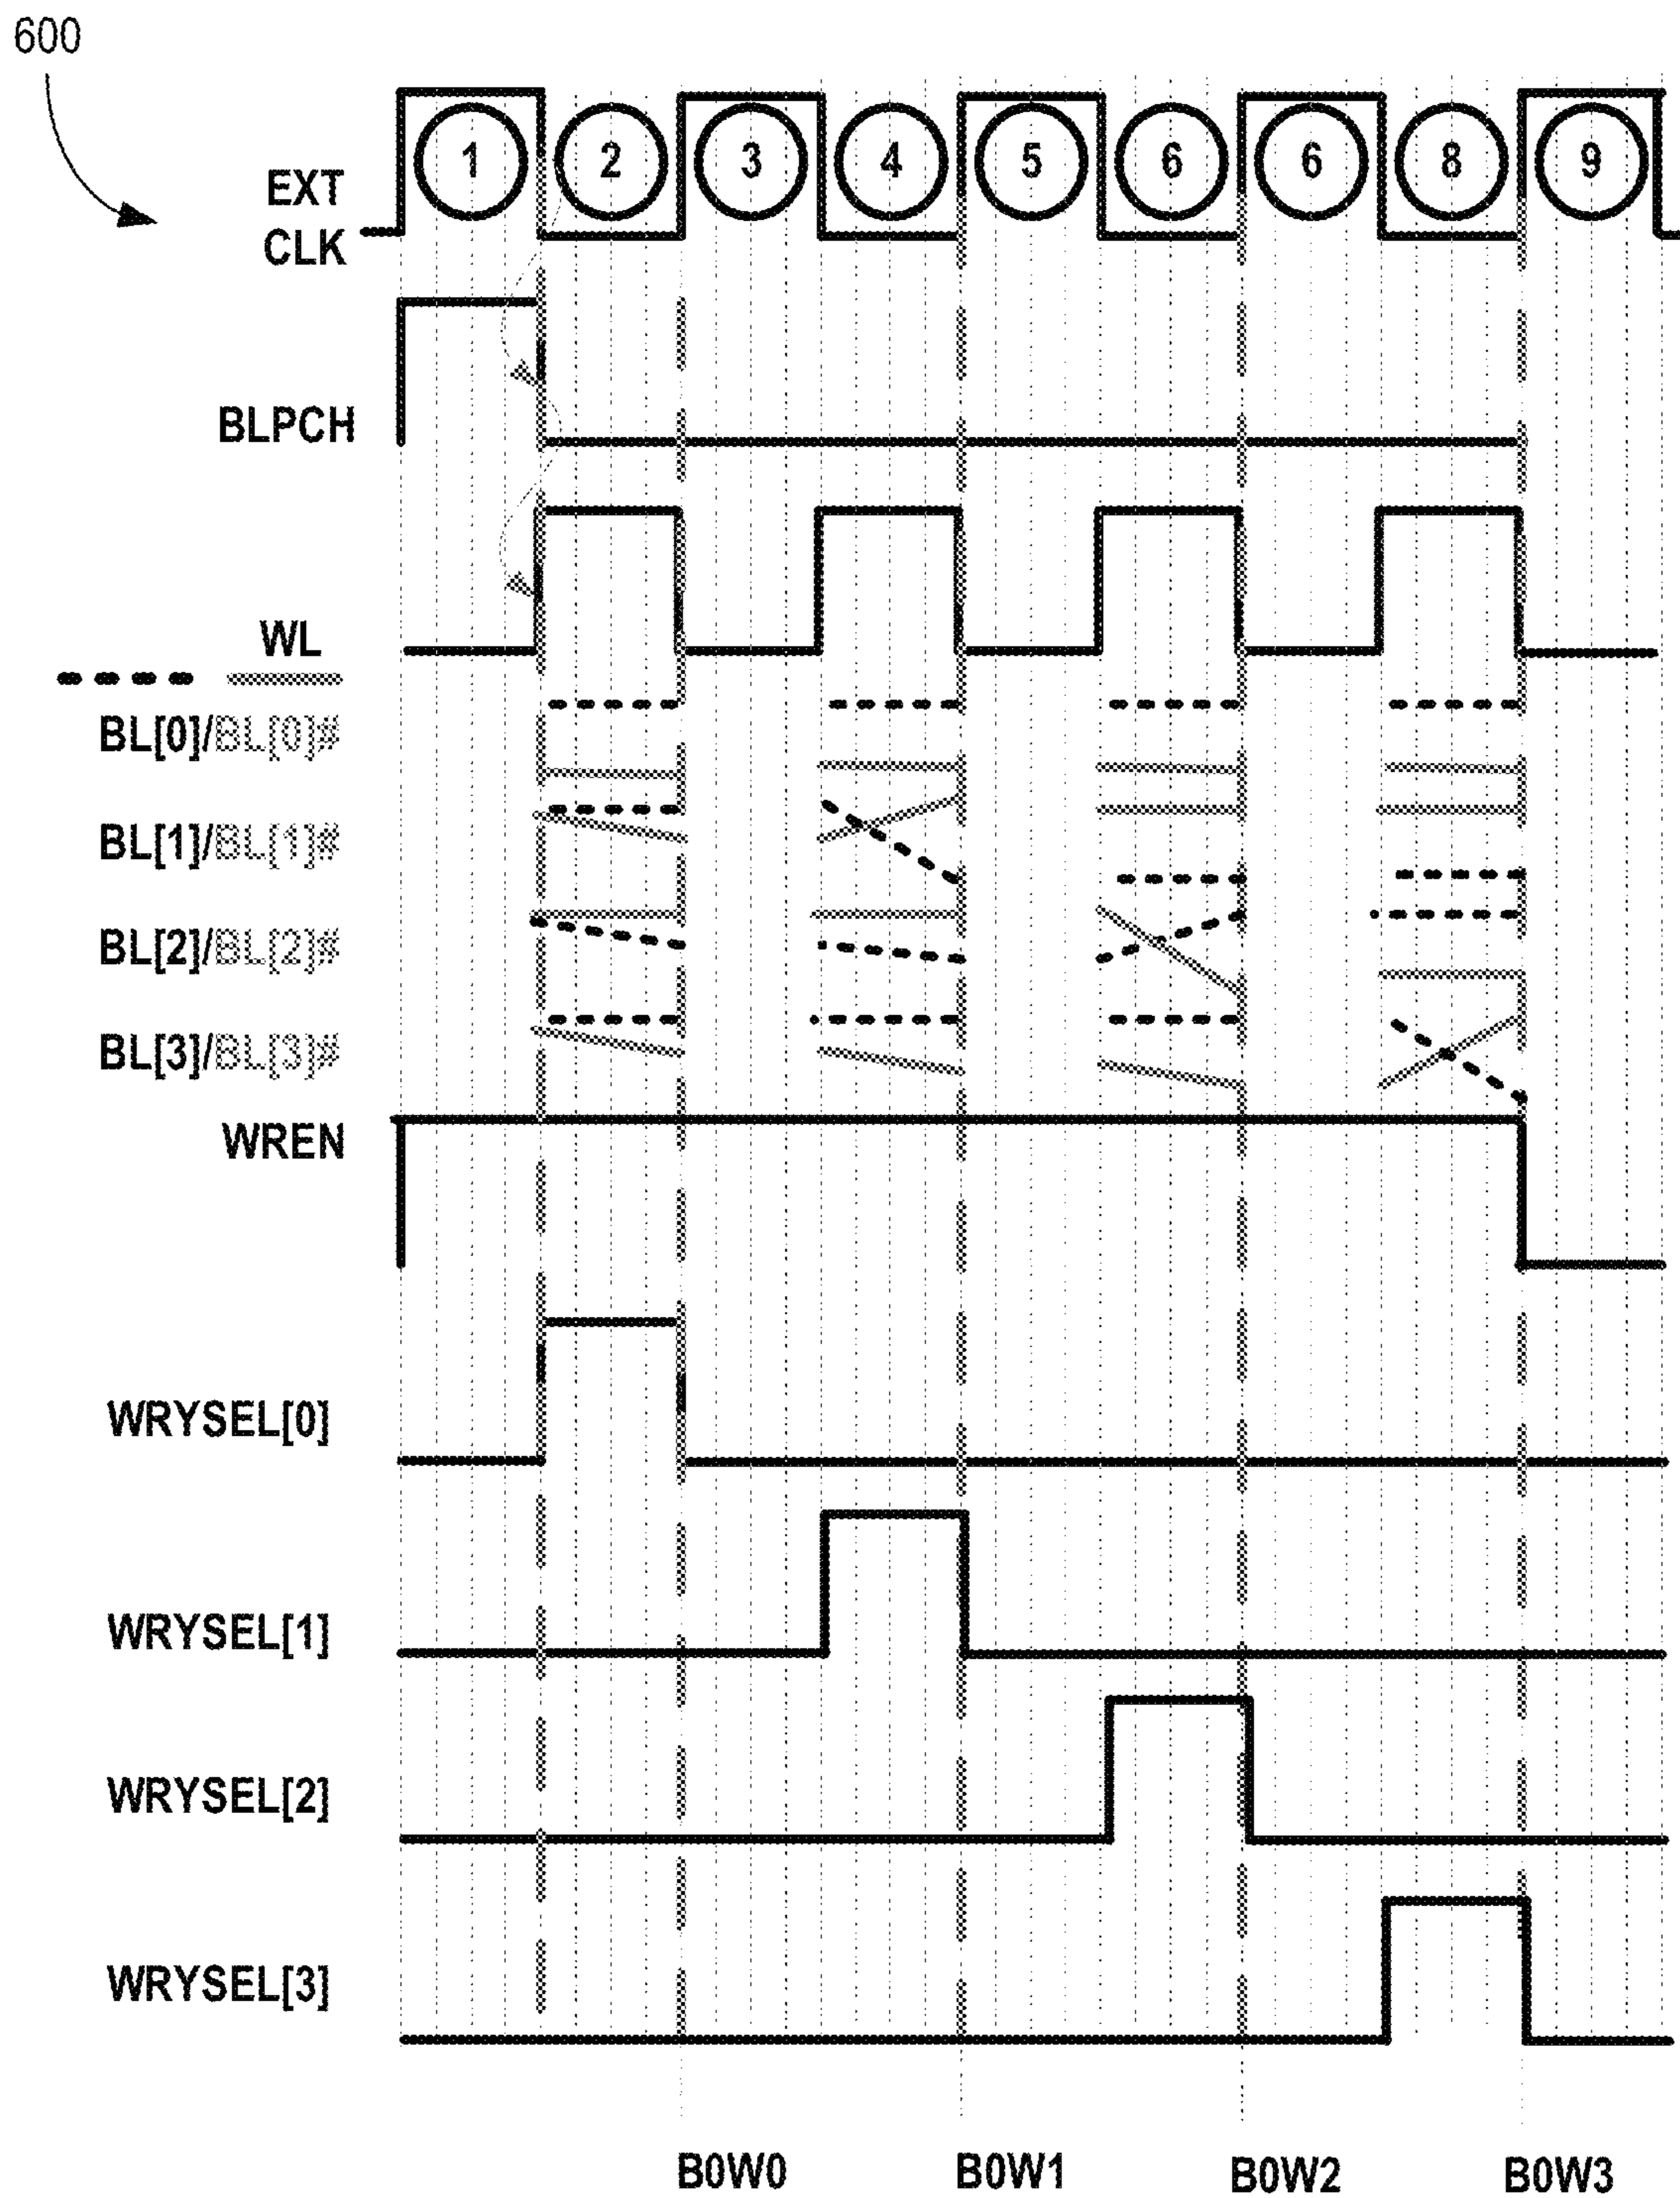 600
1 2 3 4 5 6 6 8 9
EXT
CLK
BLPCH
WL
BL[0]/BL[0]#
BL[1]/BL[1]#
BL[2]/BL[2]#
BL[3]/BL[3]#
WREN
WRYSEL[0]
WRYSEL[1]
WRYSEL[2]
WRYSEL[3]
B0W0 B0W1 B0W2 B0W3